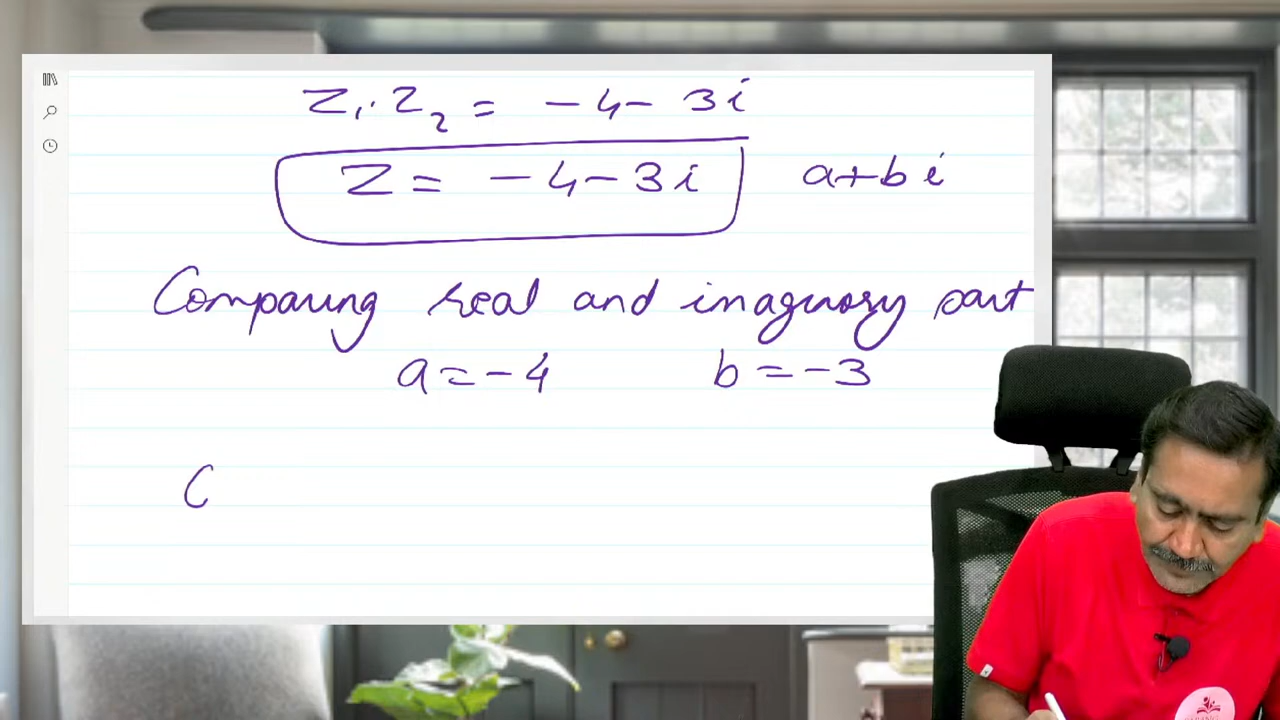 Z₁.Z₂ = -4-3i
Z = -4-3i a+bi
Comparing real and imaginary part
a=-4 b=-3
C